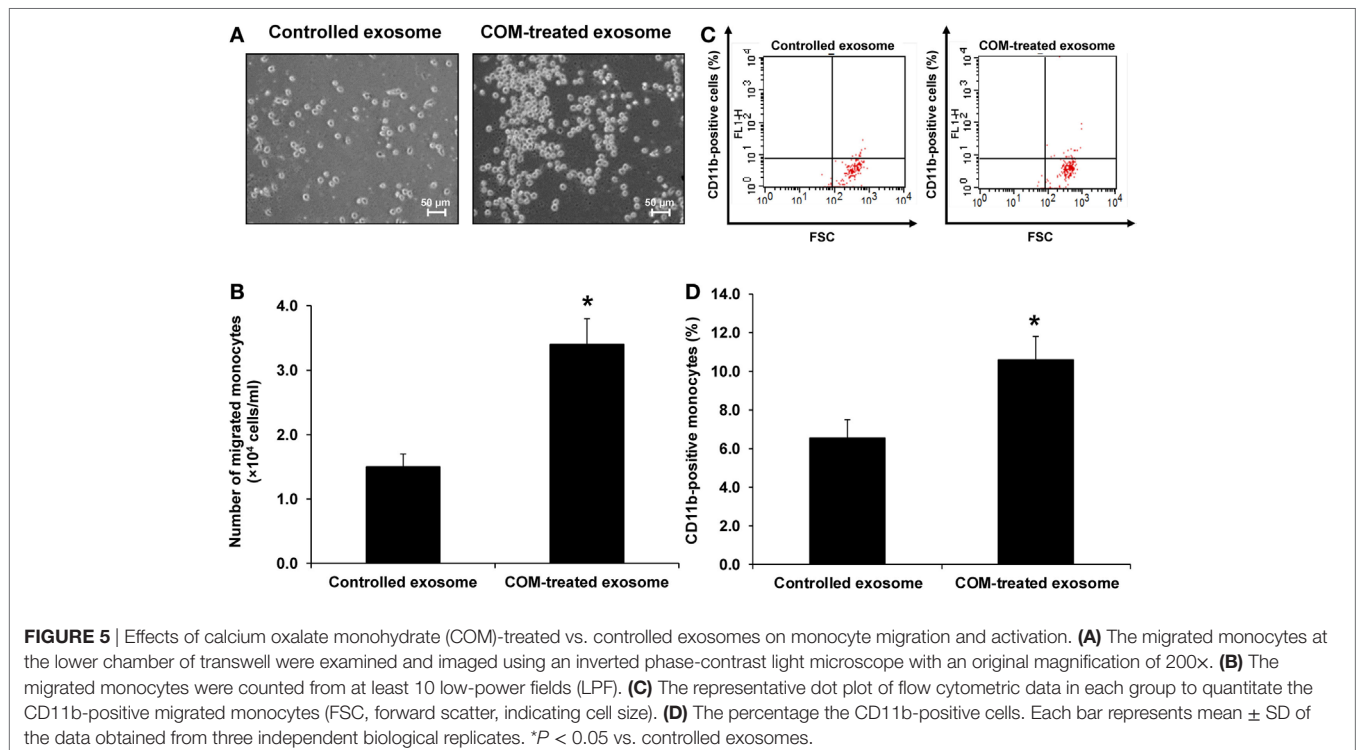 A
Controlled exosome
COM-treated exosome
50 µm
50 µm
C
Controlled exosome
CD11b-positive cells (%)
FL1-H
10⁴
10³
10²
10¹
10⁰
10⁰ 10¹ 10² 10³ 10⁴
FSC
COM-treated exosome
CD11b-positive cells (%)
FL1-H
10⁴
10³
10²
10¹
10⁰
10⁰ 10¹ 10² 10³ 10⁴
FSC
B
Number of migrated monocytes
(×10⁴ cells/ml)
4.0
3.0
2.0
1.0
0.0
*
Controlled exosome
COM-treated exosome
D
CD11b-positive monocytes (%)
14.0
12.0
10.0
8.0
6.0
4.0
2.0
0.0
*
Controlled exosome
COM-treated exosome
FIGURE 5 | Effects of calcium oxalate monohydrate (COM)-treated vs. controlled exosomes on monocyte migration and activation. (A) The migrated monocytes at
the lower chamber of transwell were examined and imaged using an inverted phase-contrast light microscope with an original magnification of 200×. (B) The
migrated monocytes were counted from at least 10 low-power fields (LPF). (C) The representative dot plot of flow cytometric data in each group to quantitate the
CD11b-positive migrated monocytes (FSC, forward scatter, indicating cell size). (D) The percentage the CD11b-positive cells. Each bar represents mean ± SD of
the data obtained from three independent biological replicates. *P < 0.05 vs. controlled exosomes.